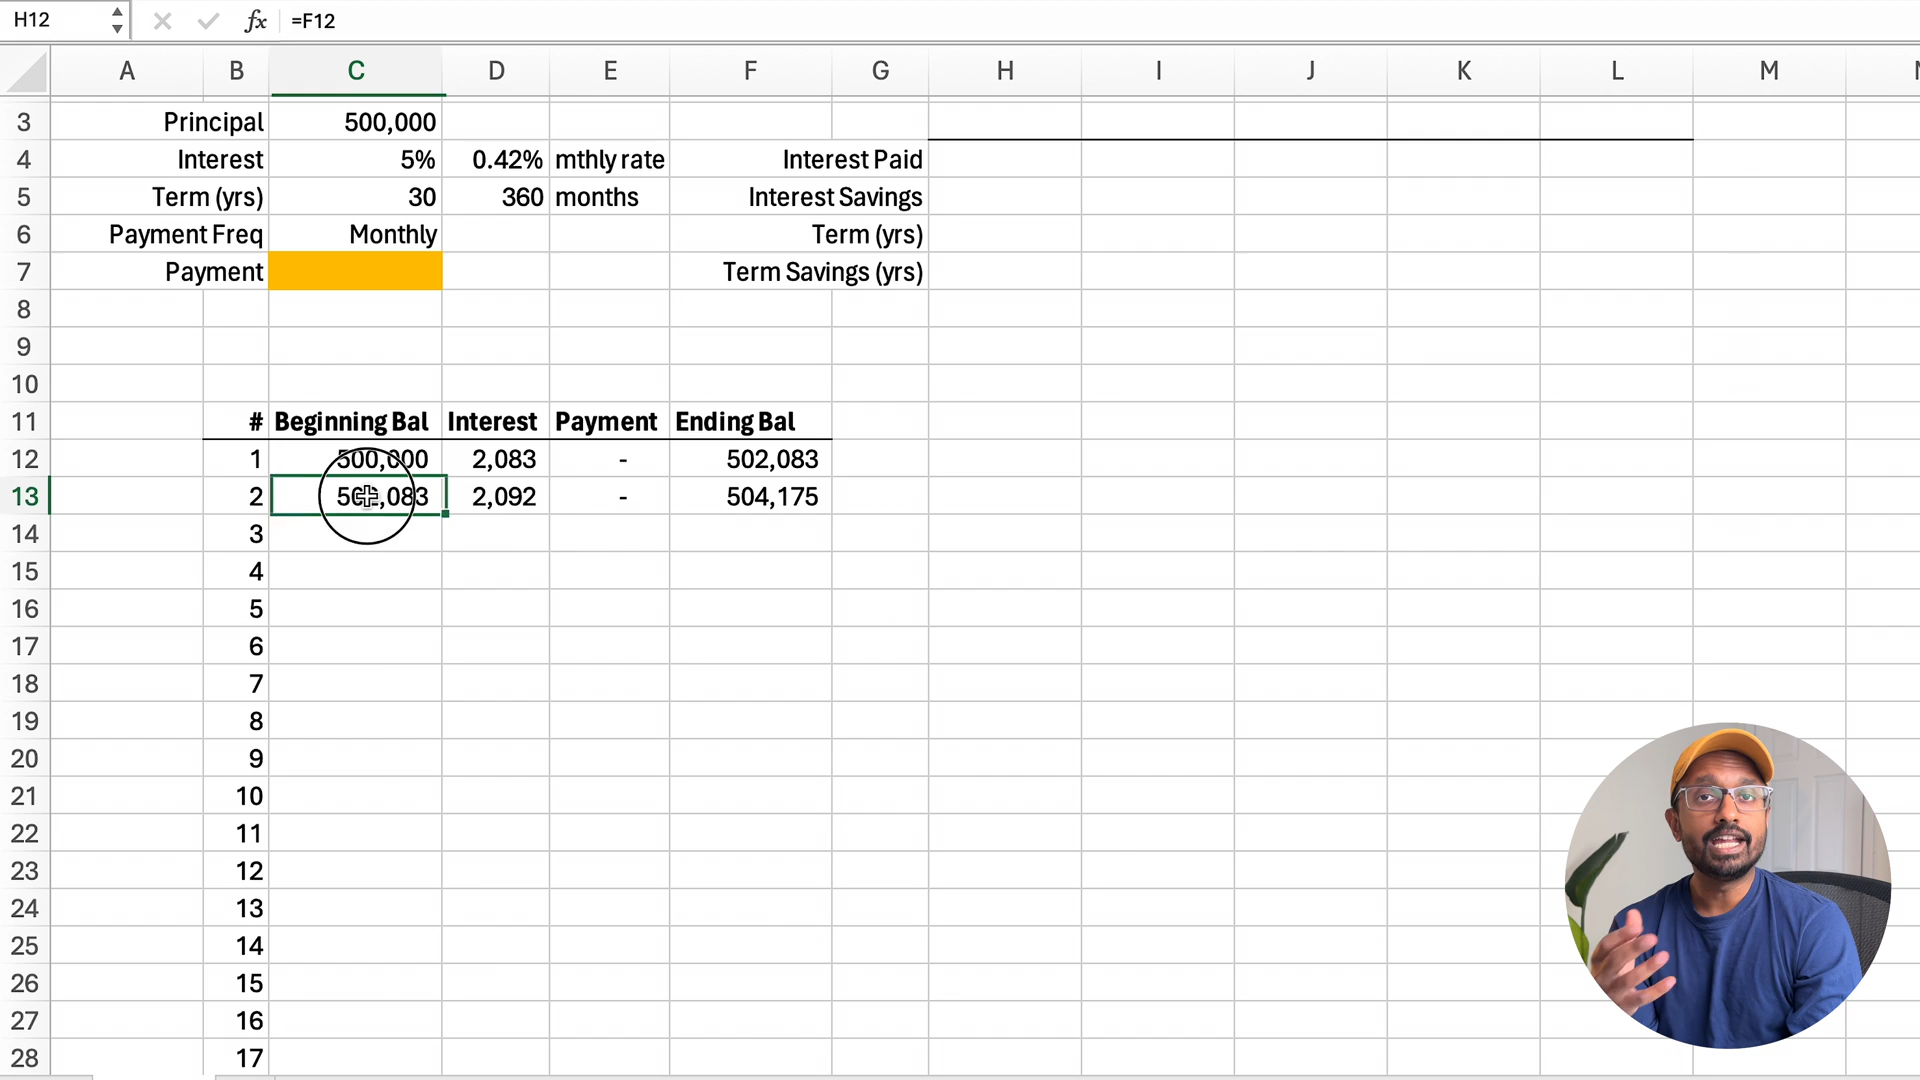 H12 fx =F12
A B C D E F G H I J K L M
3 Principal 500,000
4 Interest 5% 0.42% mthly rate Interest Paid
5 Term (yrs) 30 360 months Interest Savings
6 Payment Freq Monthly Term (yrs)
7 Payment Term Savings (yrs)
8
9
10
11 # Beginning Bal Interest Payment Ending Bal
12 1 500,000 2,083 - 502,083
13 2 502,083 2,092 - 504,175
14 3
15 4
16 5
17 6
18 7
19 8
20 9
21 10
22 11
23 12
24 13
25 14
26 15
27 16
28 17